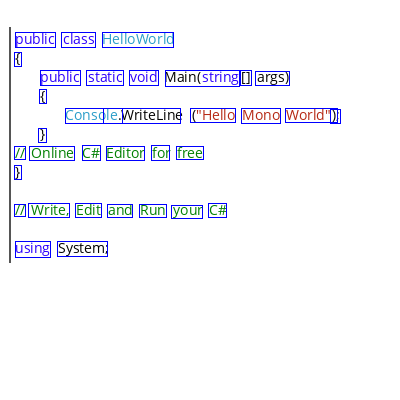 public class HelloWorld
{
public static void Main(string[] args)
{
Console.WriteLine ("Hello Mono World")
}
// Online C# Editor for free
}
// Write, Edit and Run your C#
using System;